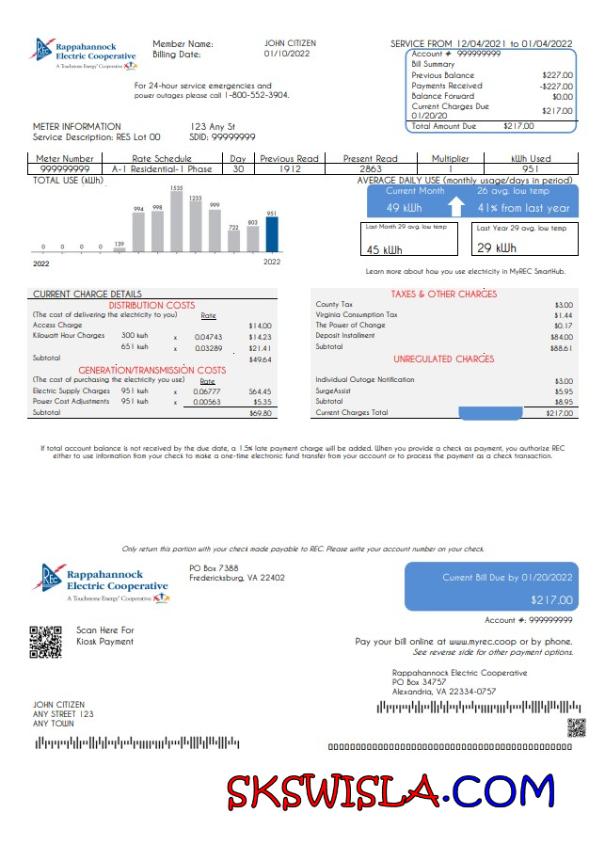 Rappahannock
Electric Cooperative
A Touchstone Energy® Cooperative
Member Name: JOHN CITIZEN
Billing Date: 01/10/2022
For 24-hour service emergencies and
power outages please call 1-800-552-3904.
SERVICE FROM 12/04/2021 to 01/04/2022
Account # 999999999
Bill Summary
Previous Balance $227.00
Payments Received -$227.00
Balance Forward $0.00
Current Charges Due
01/20/20 $217.00
Total Amount Due $217.00
METER INFORMATION 123 Any St
Service Description: RES Lot 00 SDID: 99999999
Meter Number Rate Schedule Day Previous Read Present Read Multiplier kWh Used
999999999 A-1 Residential-1 Phase 30 1912 2863 1 951
TOTAL USE (kWh)
0 0 0 0 139 994 998 1535 1233 999 722 803 951
2022 2022
AVERAGE DAILY USE (monthly usage/days in period)
Current Month 26 avg. low temp
49 kWh 41% from last year
Last Month 29 avg. low temp Last Year 29 avg. low temp
45 kWh 29 kWh
Learn more about how you use electricity in MyREC SmartHub.
CURRENT CHARGE DETAILS
DISTRIBUTION COSTS
(The cost of delivering the electricity to you) Rate
Access Charge $14.00
Kilowatt Hour Charges 300 kwh x 0.04743 $14.23
651 kwh x 0.03289 $21.41
Subtotal $49.64
GENERATION/TRANSMISSION COSTS
(The cost of purchasing the electricity you use) Rate
Electric Supply Charges 951 kwh x 0.06777 $64.45
Power Cost Adjustments 951 kwh x 0.00563 $5.35
Subtotal $69.80
TAXES & OTHER CHARGES
County Tax $3.00
Virginia Consumption Tax $1.44
The Power of Change $0.17
Deposit Installment $84.00
Subtotal $88.61
UNREGULATED CHARGES
Individual Outage Notification $3.00
SurgeAssist $5.95
Subtotal $8.95
Current Charges Total $217.00
If total account balance is not received by the due date, a 1.5% late payment charge will be added. When you provide a check as payment, you authorize REC
either to use information from your check to make a one-time electronic fund transfer from your account or to process the payment as a check transaction.
Only return this portion with your check made payable to REC. Please write your account number on your check.
Rappahannock
Electric Cooperative
A Touchstone Energy® Cooperative
PO Box 7388
Fredericksburg, VA 22402
Current Bill Due by 01/20/2022
$217.00
Account #: 999999999
Scan Here For
Kiosk Payment
Pay your bill online at www.myrec.coop or by phone.
See reverse side for other payment options.
Rappahannock Electric Cooperative
PO Box 34757
Alexandria, VA 22334-0757
JOHN CITIZEN
ANY STREET 123
ANY TOWN
SKSWISLA.COM